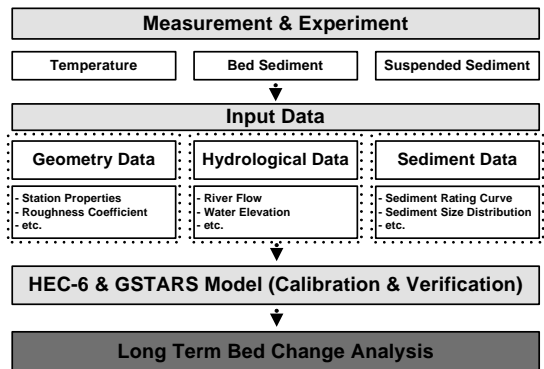 Measurement & Experiment
Temperature
Bed Sediment
Suspended Sediment
Input Data
Geometry Data
- Station Properties
- Roughness Coefficient
- etc.
Hydrological Data
- River Flow
- Water Elevation
- etc.
Sediment Data
- Sediment Rating Curve
- Sediment Size Distribution
- etc.
HEC-6 & GSTARS Model (Calibration & Verification)
Long Term Bed Change Analysis